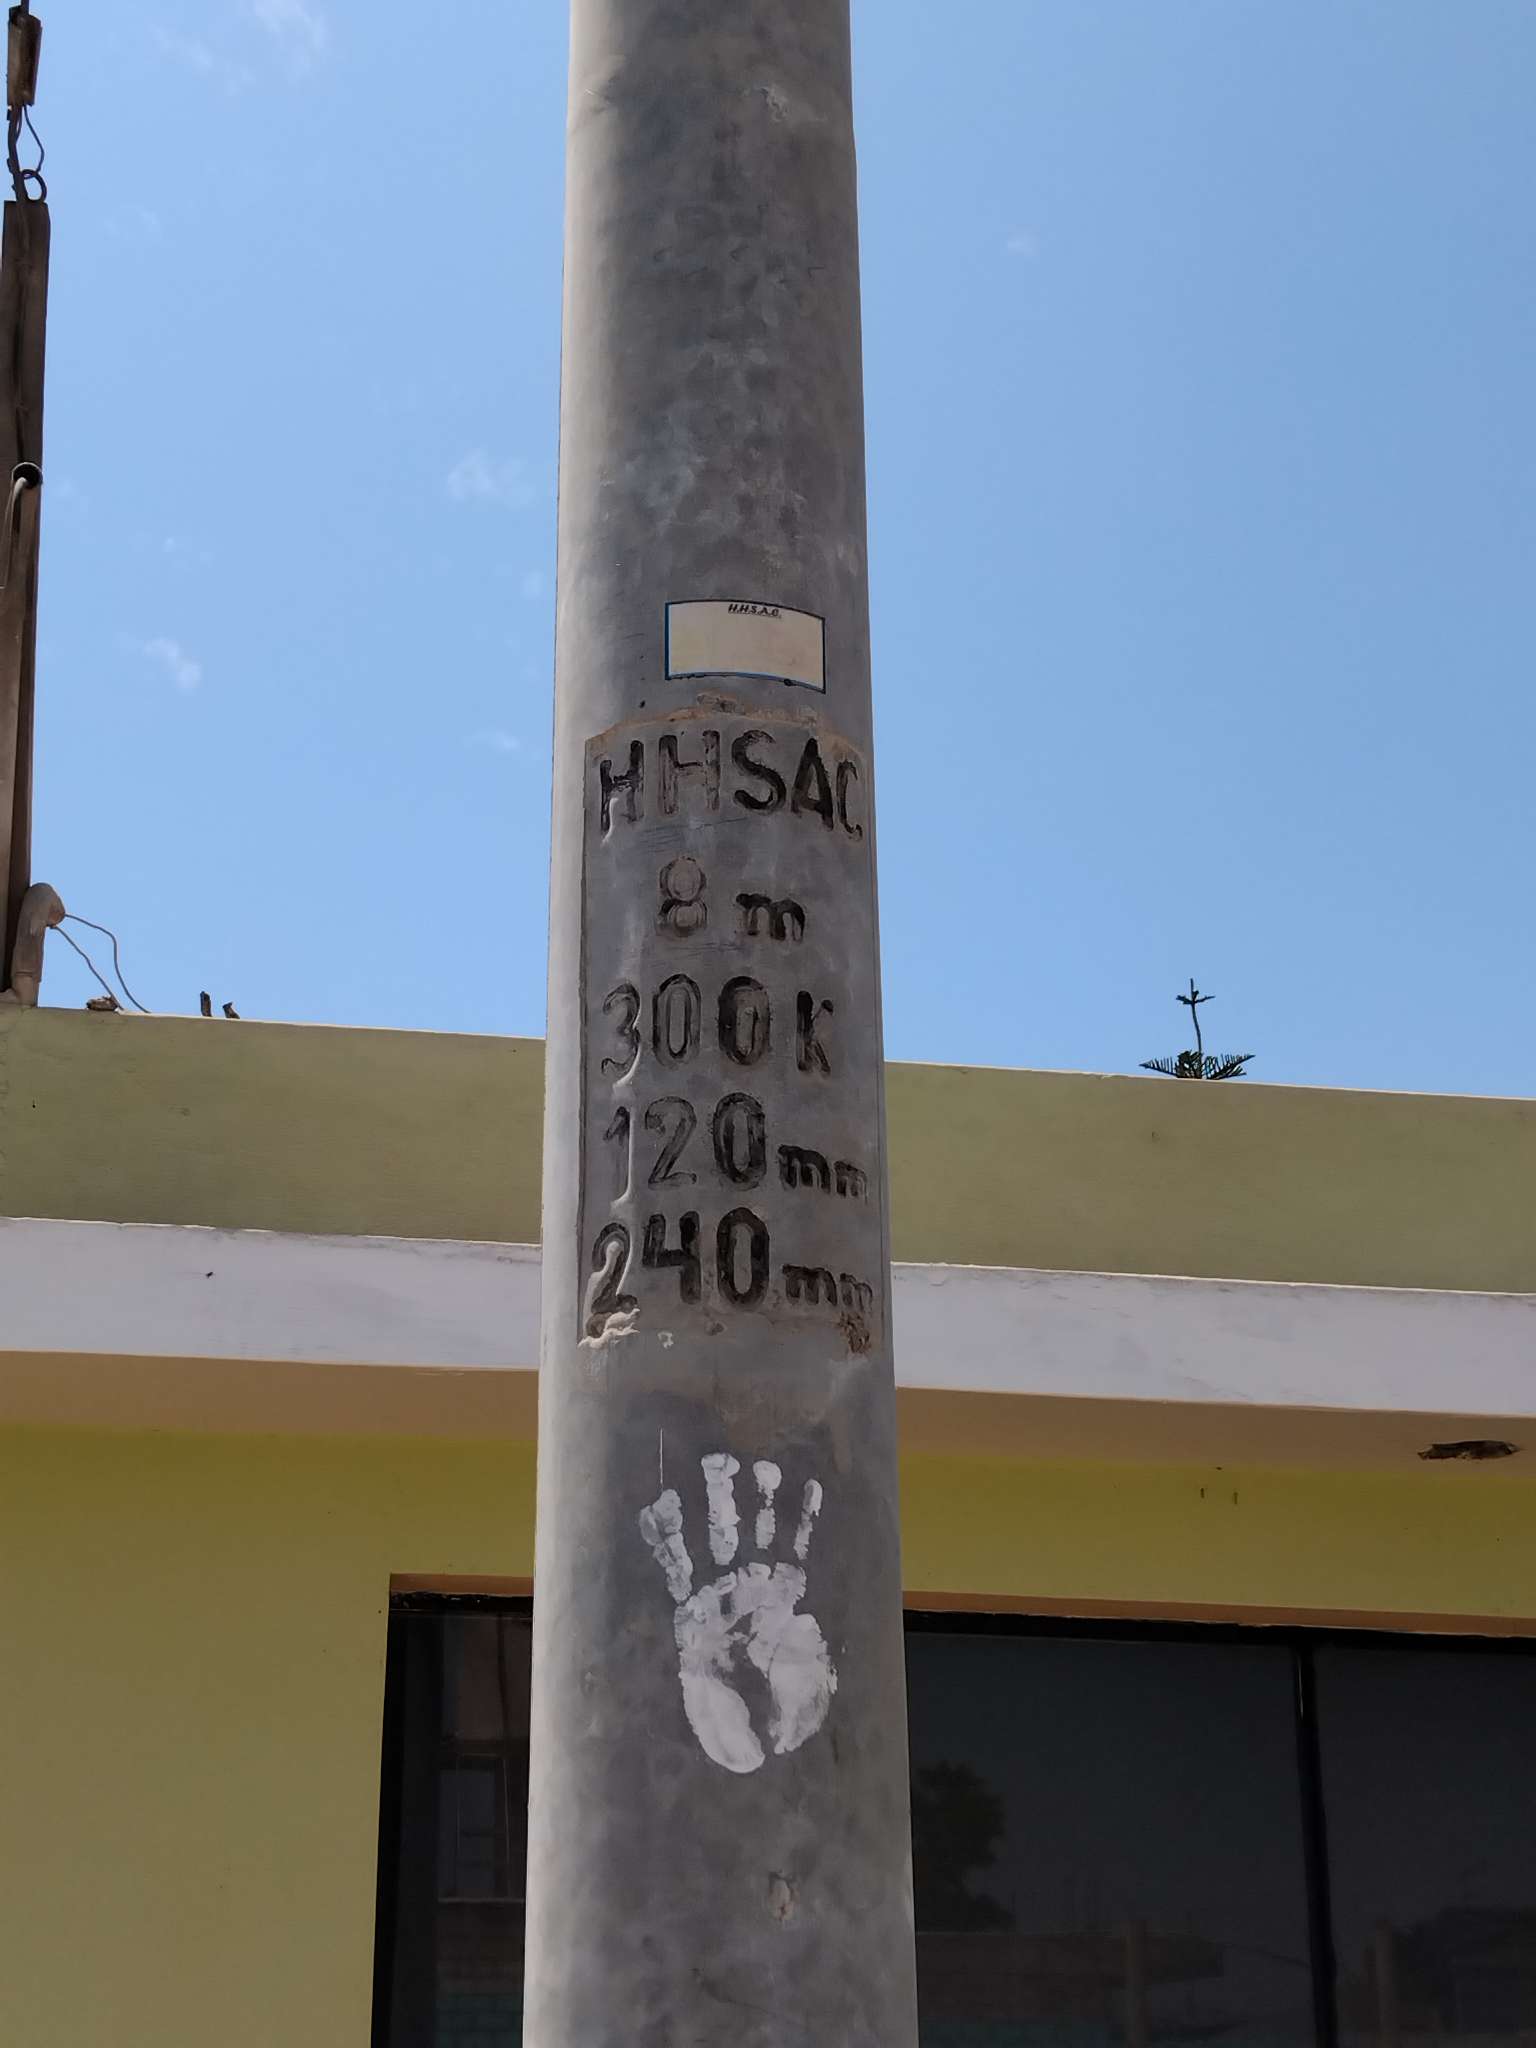 H.H.S.A.C.
HHSAC
8 m
300 K
120 mm
240 mm